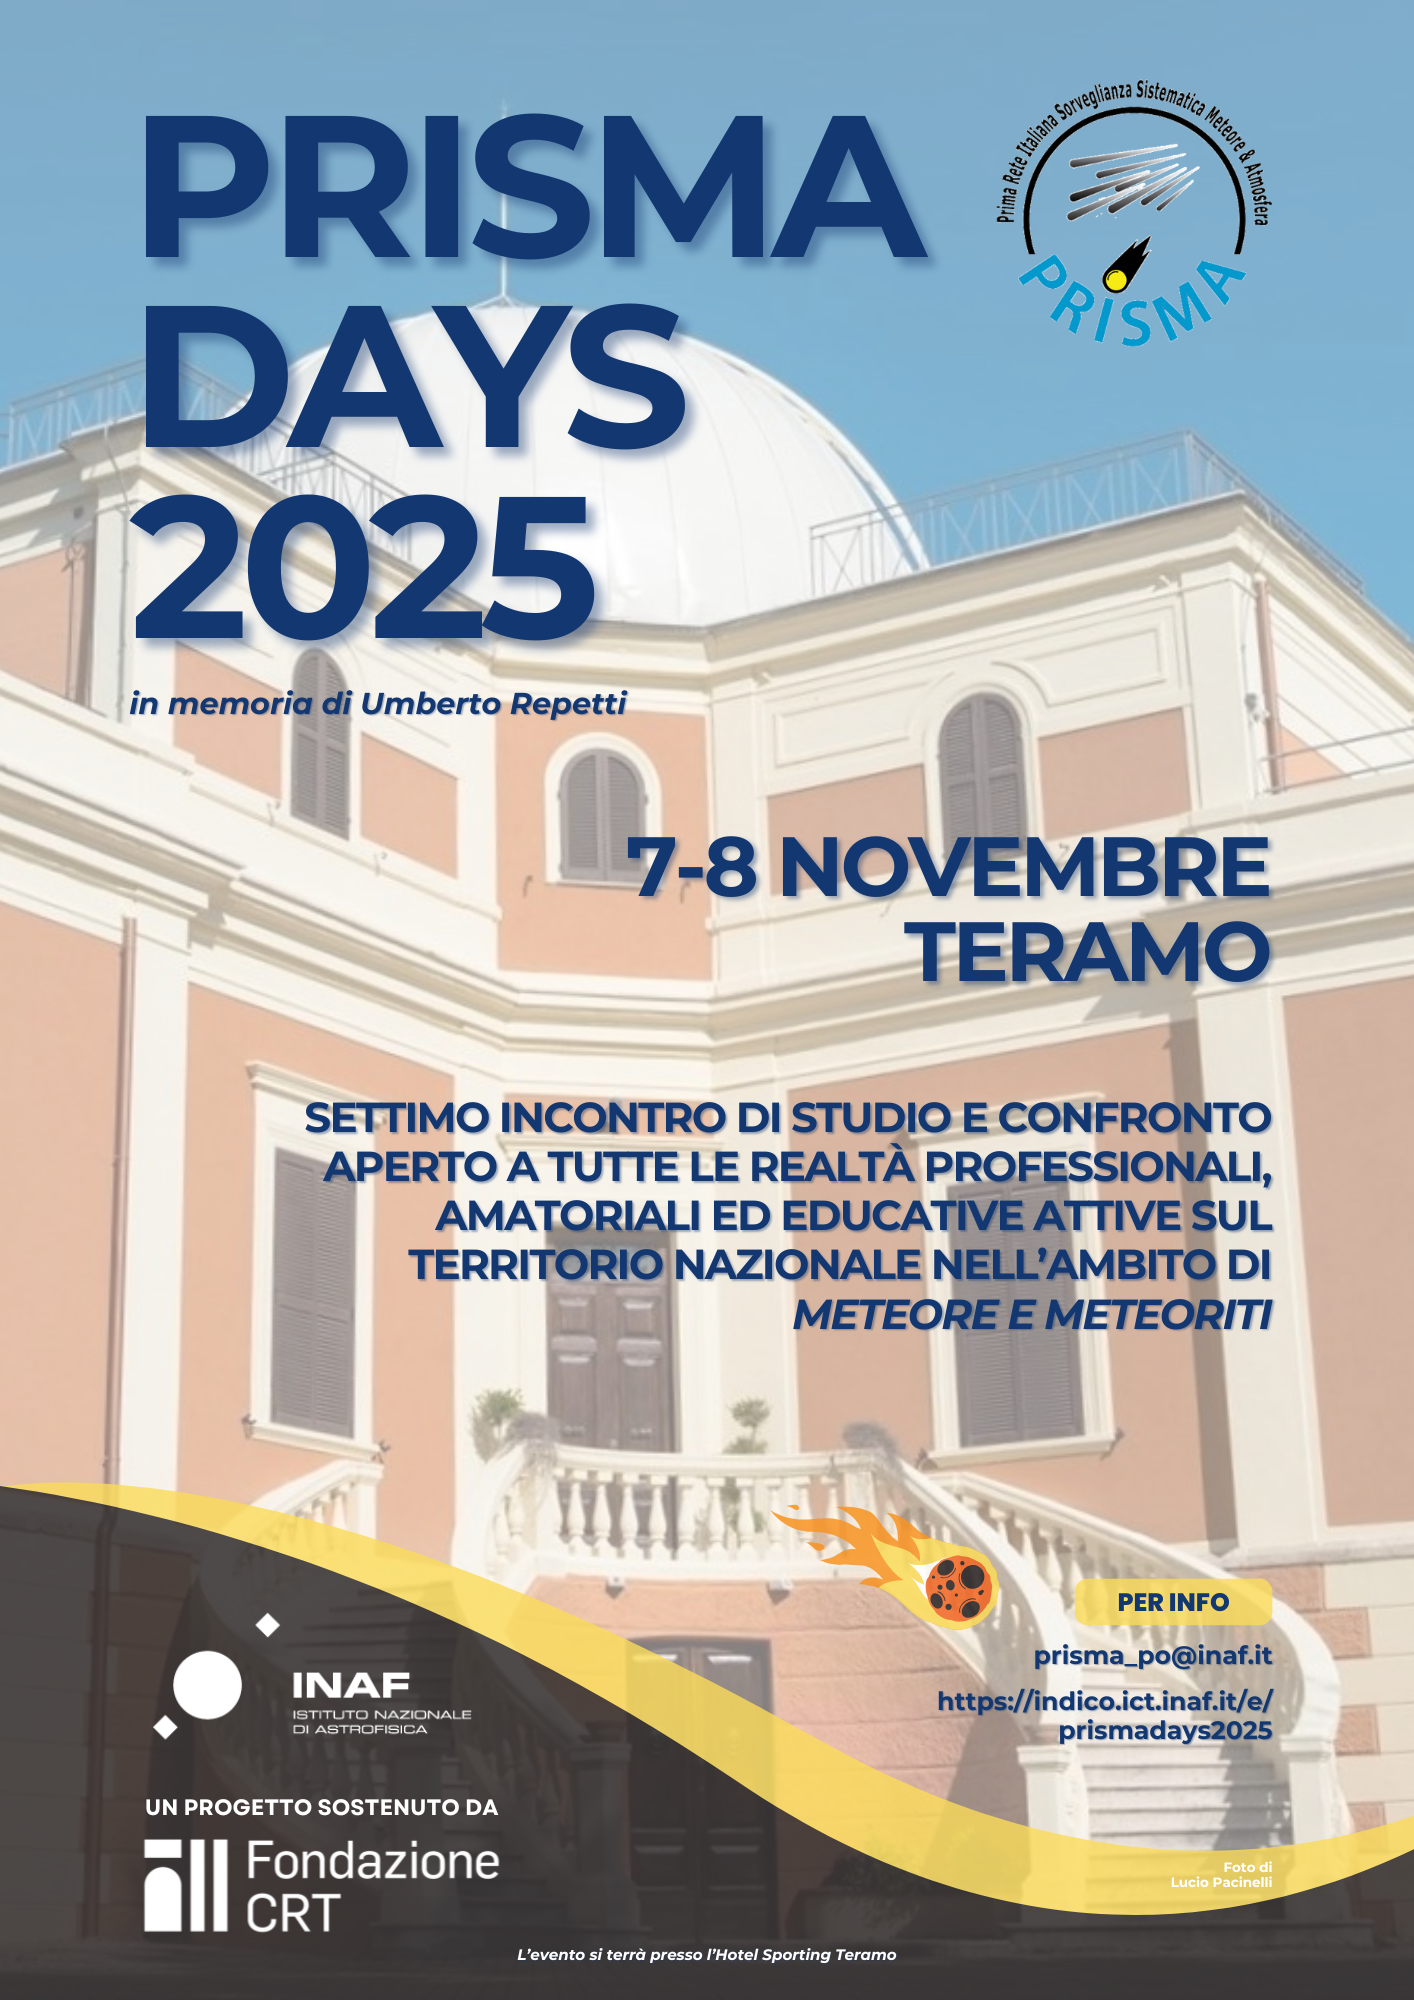 PRISMA
DAYS
2025
in memoria di Umberto Repetti
Prima Rete Italiana Sorveglianza Sistematica Meteore & Atmosfera
PRISMA
7-8 NOVEMBRE
TERAMO
SETTIMO INCONTRO DI STUDIO E CONFRONTO
APERTO A TUTTE LE REALTÀ PROFESSIONALI,
AMATORIALI ED EDUCATIVE ATTIVE SUL
TERRITORIO NAZIONALE NELL’AMBITO DI
METEORE E METEORITI
PER INFO
prisma_po@inaf.it
https://indico.ict.inaf.it/e/
prismadays2025
INAF
ISTITUTO NAZIONALE
DI ASTROFISICA
UN PROGETTO SOSTENUTO DA
Fondazione
CRT
Foto di
Lucio Pacinelli
L’evento si terrà presso l’Hotel Sporting Teramo